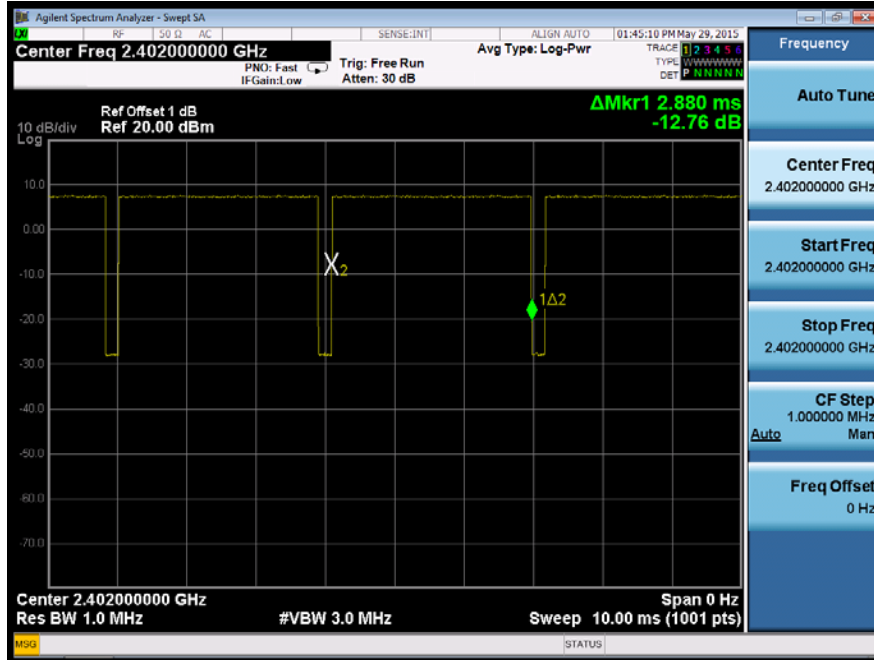 Agilent Spectrum Analyzer - Swept SA
RF 50 Ω AC SENSE:INT ALIGN AUTO 01:45:10 PM May 29, 2015
Center Freq 2.402000000 GHz
PNO: Fast
IFGain:Low
Trig: Free Run
Atten: 30 dB
Avg Type: Log-Pwr
TRACE 1 2 3 4 5 6
TYPE WWWWWW
DET P N N N N N
ΔMkr1 2.880 ms
-12.76 dB
Ref Offset 1 dB
10 dB/div Ref 20.00 dBm
Log
10.0
0.00
-10.0
-20.0
-30.0
-40.0
-50.0
-60.0
-70.0
2
1Δ2
Center 2.402000000 GHz Span 0 Hz
Res BW 1.0 MHz #VBW 3.0 MHz Sweep 10.00 ms (1001 pts)
MSG STATUS
Frequency
Auto Tune
Center Freq
2.402000000 GHz
Start Freq
2.402000000 GHz
Stop Freq
2.402000000 GHz
CF Step
1.000000 MHz
Auto Man
Freq Offset
0 Hz